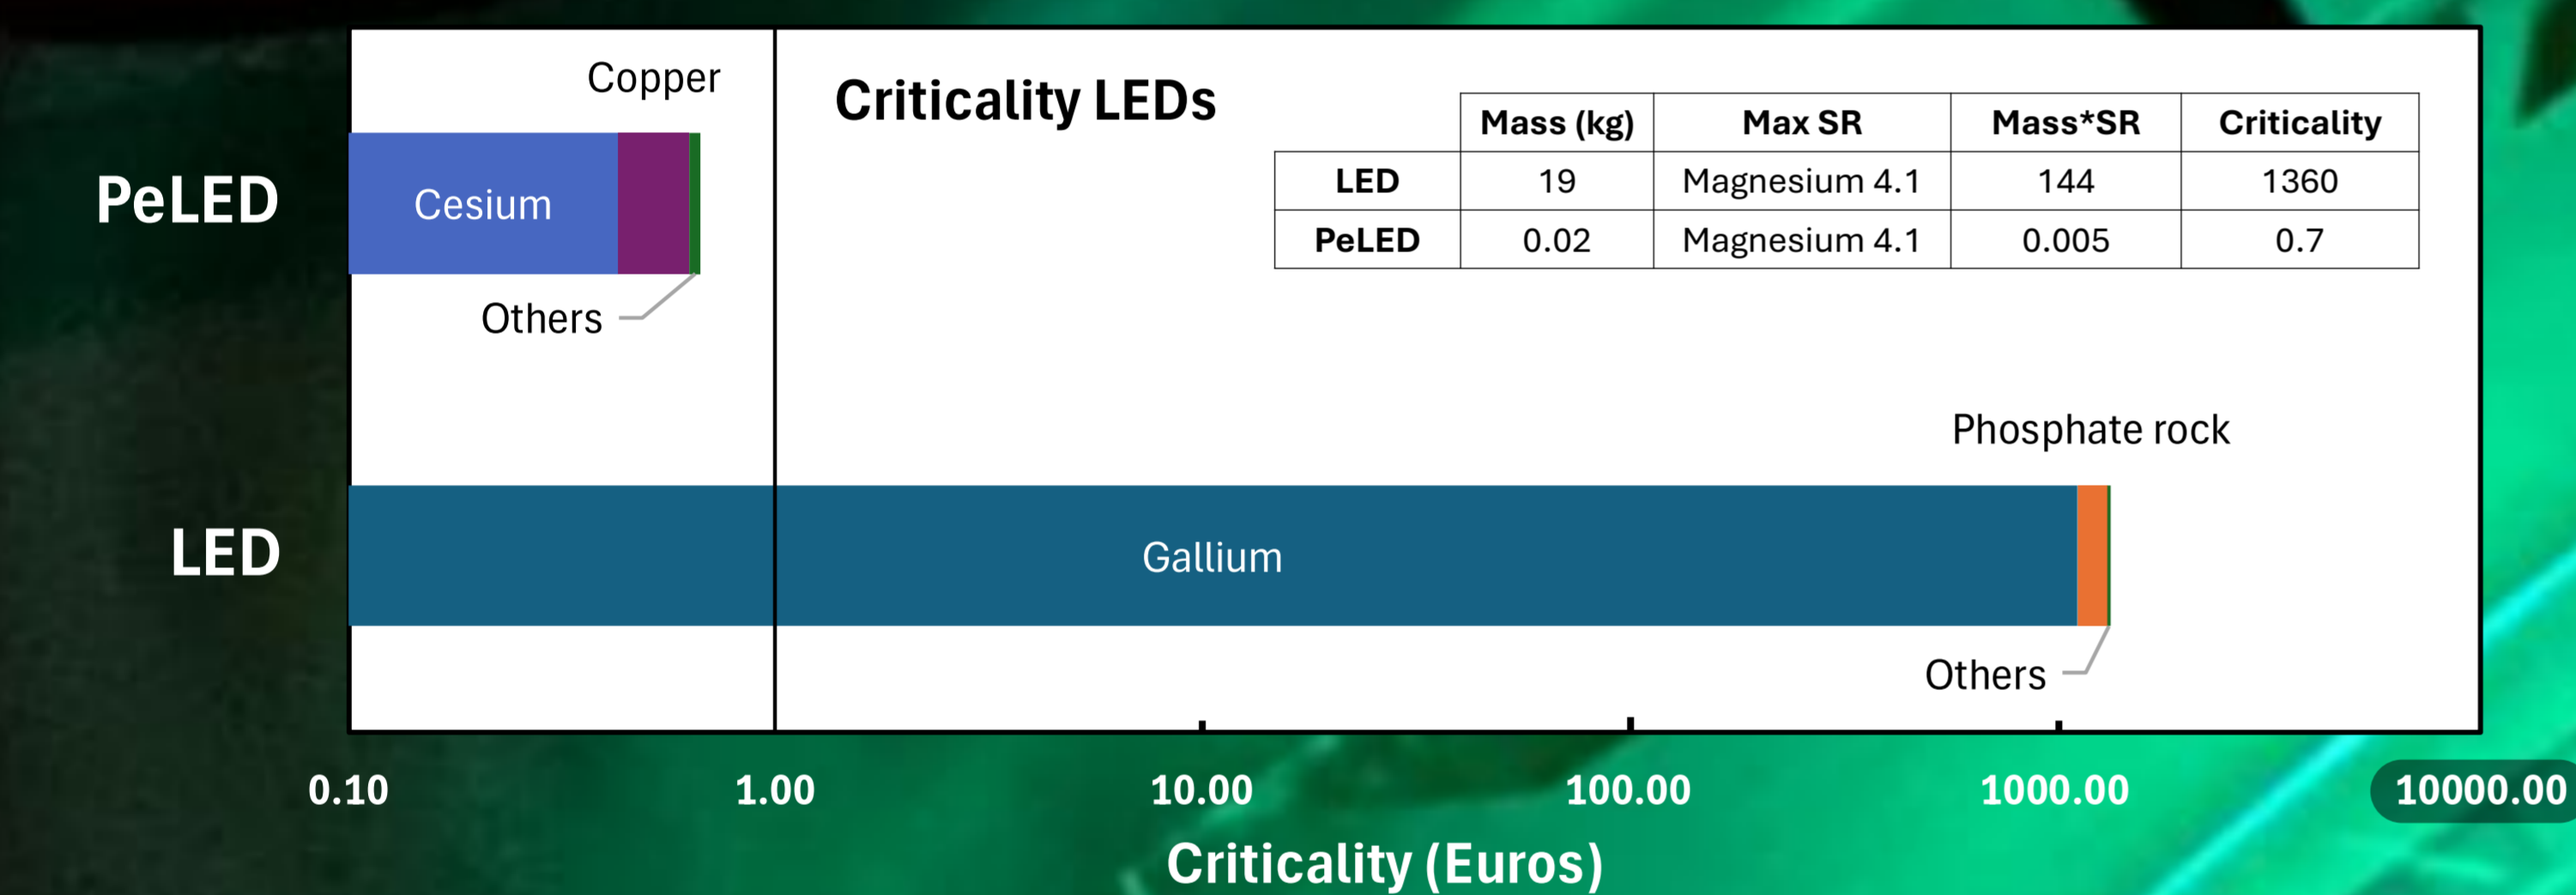 Copper
Criticality LEDs
Mass (kg) Max SR Mass*SR Criticality
LED 19 Magnesium 4.1 144 1360
PeLED 0.02 Magnesium 4.1 0.005 0.7
PeLED
Cesium
Others
Phosphate rock
LED
Gallium
Others
0.10 1.00 10.00 100.00 1000.00 10000.00
Criticality (Euros)